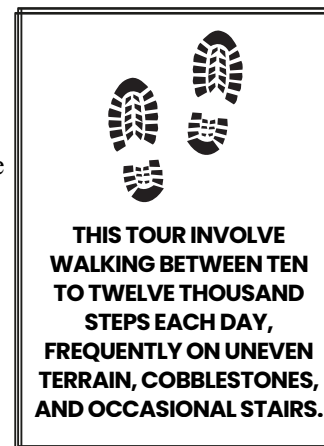 e
THIS TOUR INVOLVE
WALKING BETWEEN TEN
TO TWELVE THOUSAND
STEPS EACH DAY,
FREQUENTLY ON UNEVEN
TERRAIN, COBBLESTONES,
AND OCCASIONAL STAIRS.